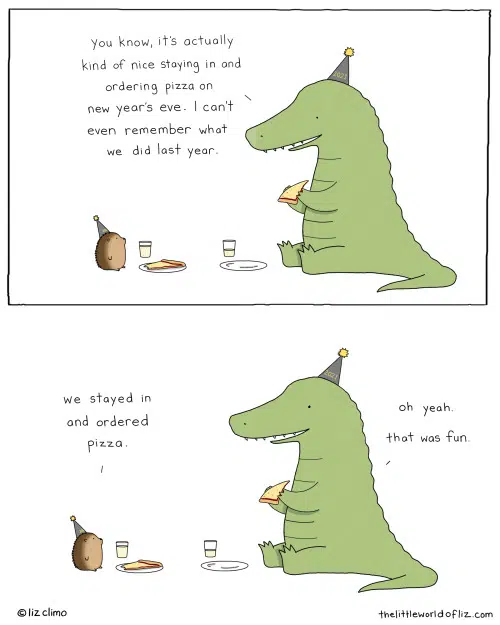 you know, it's actually
kind of nice staying in and
ordering pizza on
new year's eve. I can't
even remember what
we did last year.
2021
we stayed in
and ordered
pizza.
oh yeah.
that was fun.
2021
© liz climo
thelittleworldofliz.com